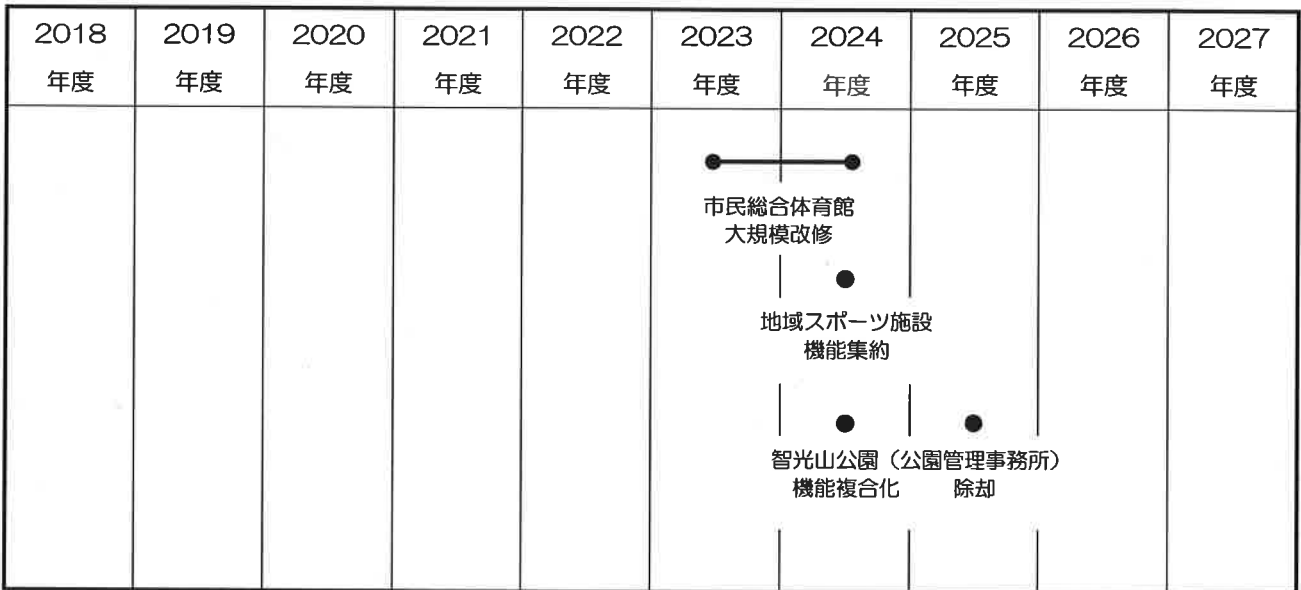 2018 2019 2020 2021 2022 2023 2024 2025 2026 2027
年度 年度 年度 年度 年度 年度 年度 年度 年度 年度
市民総合体育館
大規模改修
地域スポーツ施設
機能集約
智光山公園（公園管理事務所）
機能複合化 除却